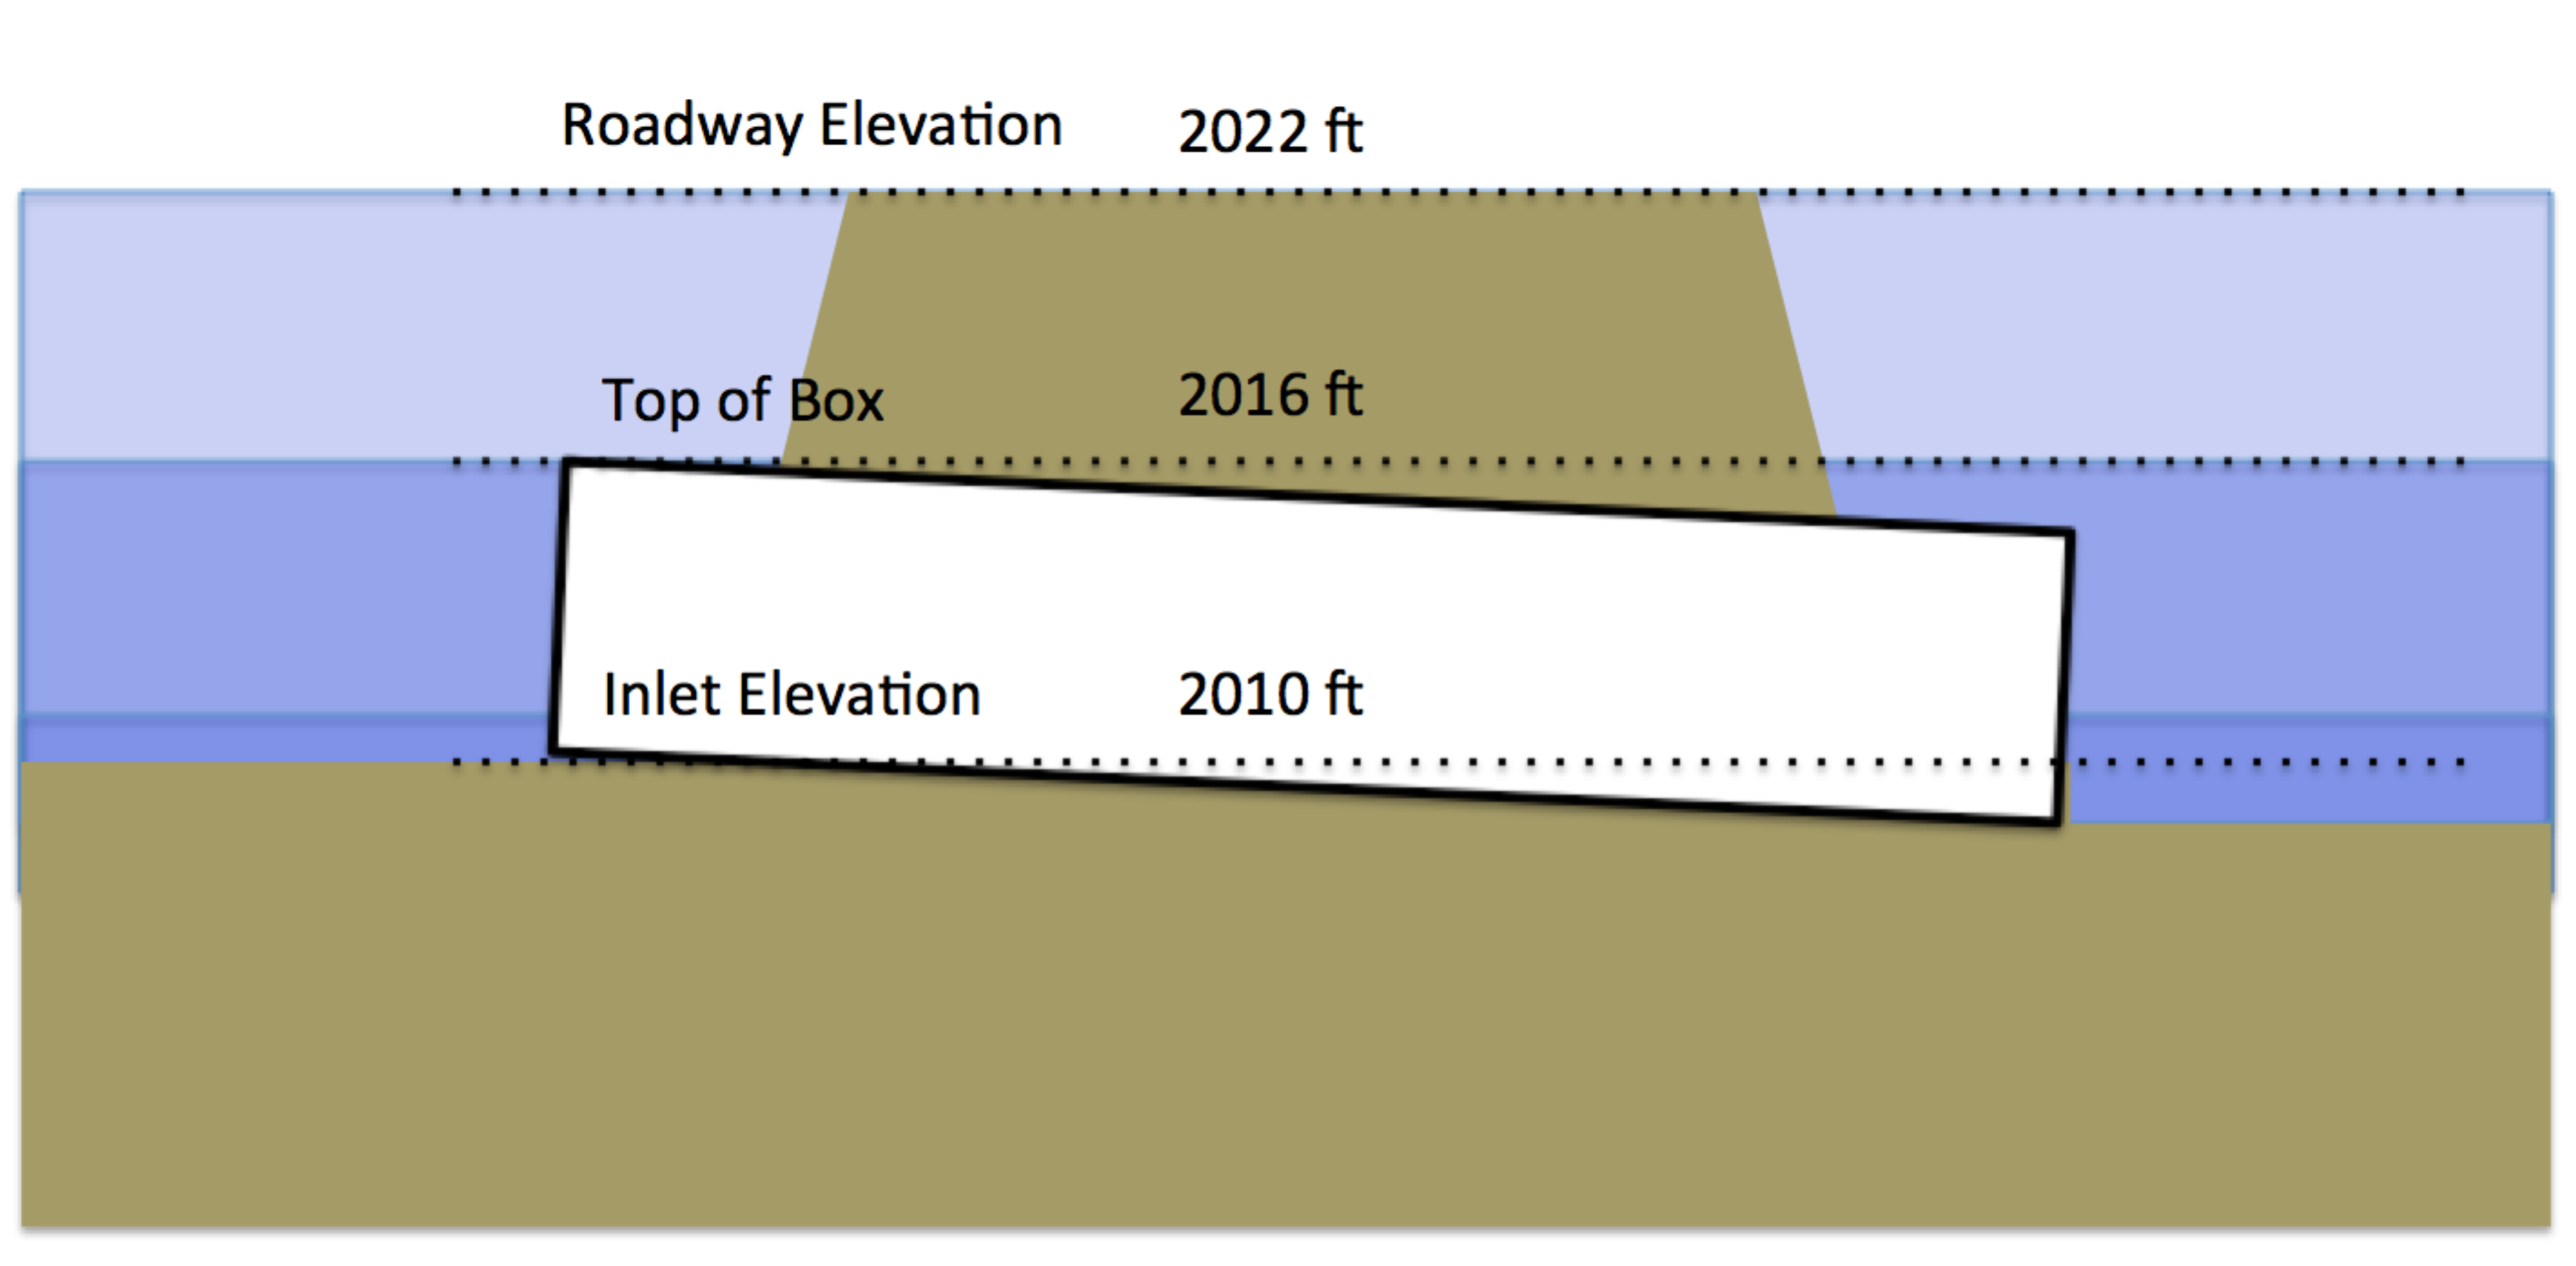 Roadway Elevation 2022 ft
Top of Box 2016 ft
Inlet Elevation 2010 ft